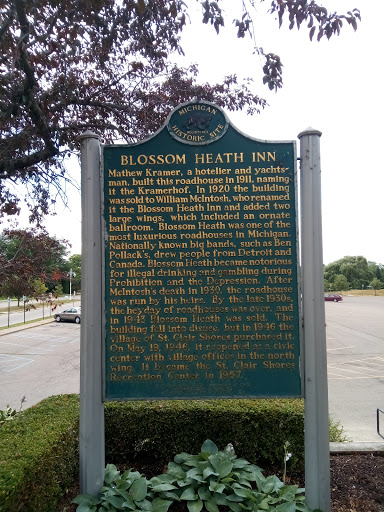 MICHIGAN
HISTORIC SITE
BLOSSOM HEATH INN
Mathew Kramer, a hotelier and yachts-
man, built this roadhouse in 1911, naming
it the Kramerhof. In 1920 the building
was sold to William McIntosh, who renamed
it the Blossom Heath Inn and added two
large wings, which included an ornate
ballroom. Blossom Heath was one of the
most luxurious roadhouses in Michigan.
Nationally known big bands, such as Ben
Pollack's, drew people from Detroit and
Canada. Blossom Heath became notorious
for illegal drinking and gambling during
Prohibition and the Depression. After
McIntosh's death in 1930, the roadhouse
was run by his heirs. By the late 1930s,
the heyday of roadhouses was over, and
in 1943 Blossom Heath was sold. The
building fell into disuse, but in 1946 the
village of St. Clair Shores purchased it.
On May 19, 1946, it reopened as a civic
center with village offices in the north
wing. It became the St. Clair Shores
Recreation Center in 1957.